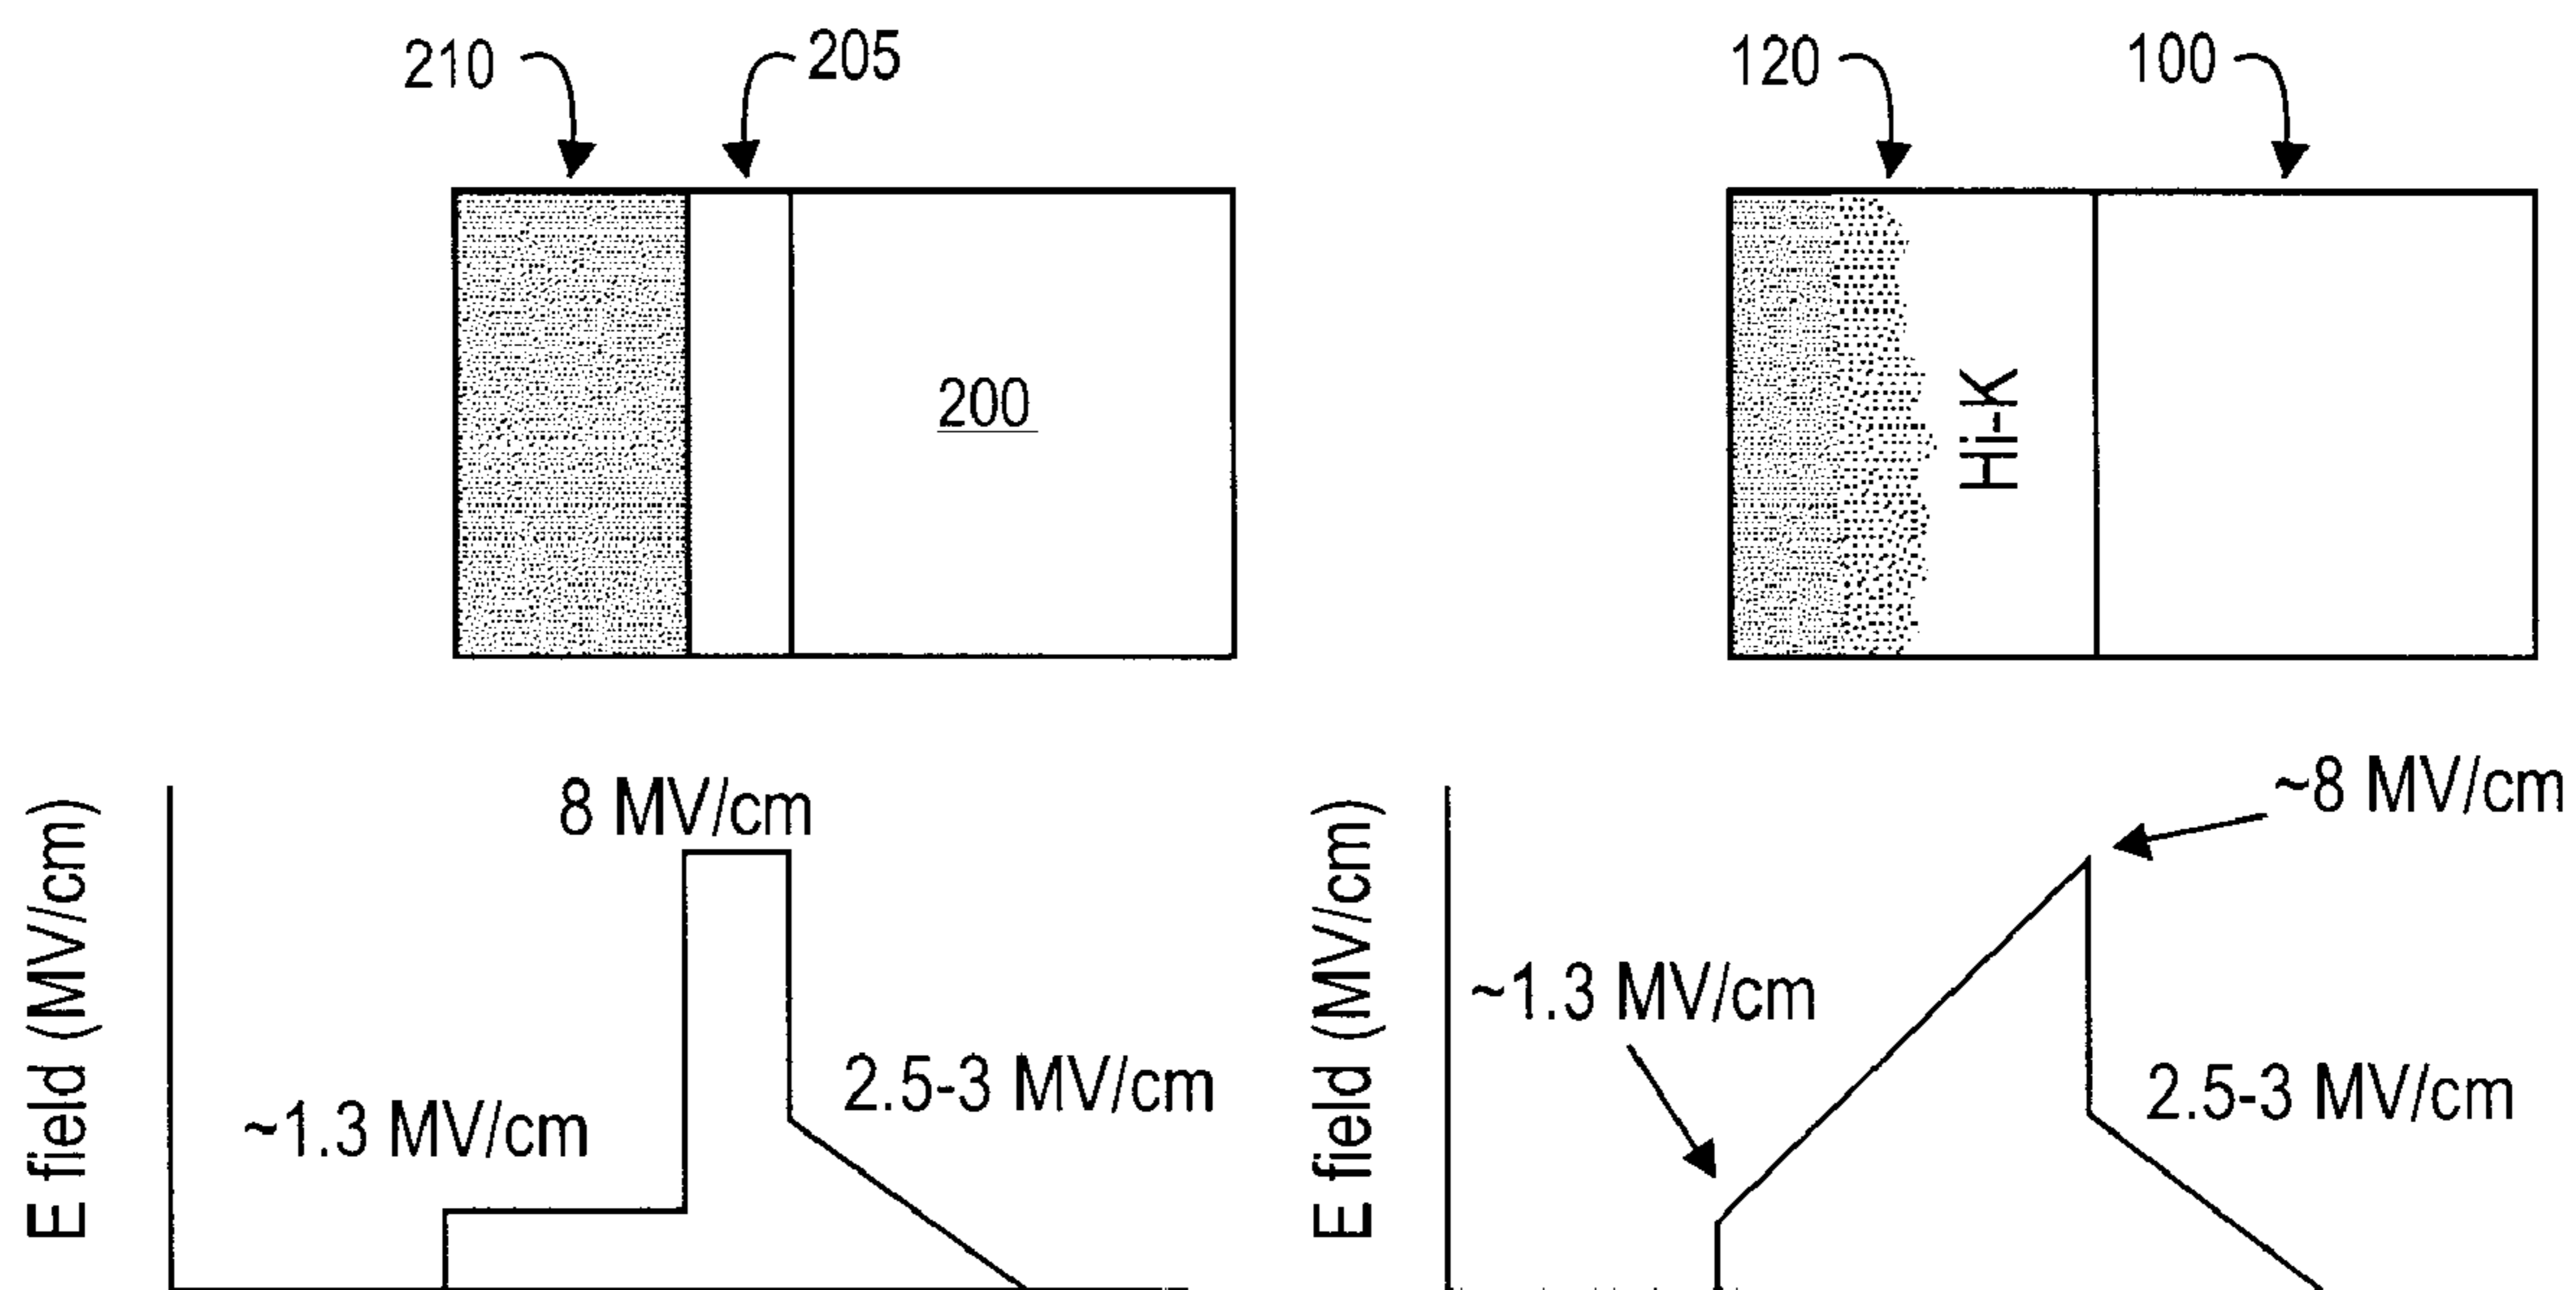 210
205
120
100
200
Hi-K
E field (MV/cm)
8 MV/cm
~1.3 MV/cm
2.5-3 MV/cm
E field (MV/cm)
~8 MV/cm
~1.3 MV/cm
2.5-3 MV/cm